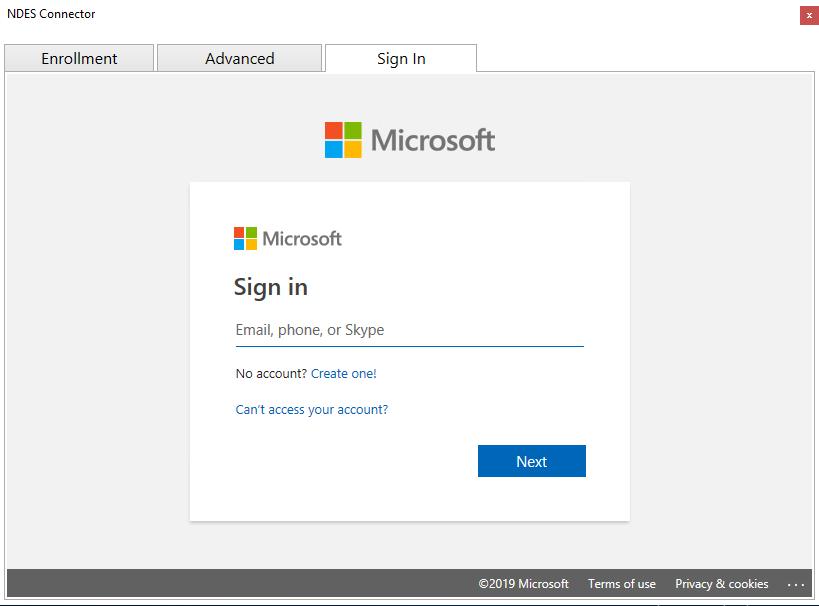 NDES Connector
x
Enrollment Advanced Sign In
Microsoft
Microsoft
Sign in
Email, phone, or Skype
No account? Create one!
Can't access your account?
Next
©2019 Microsoft Terms of use Privacy & cookies ...